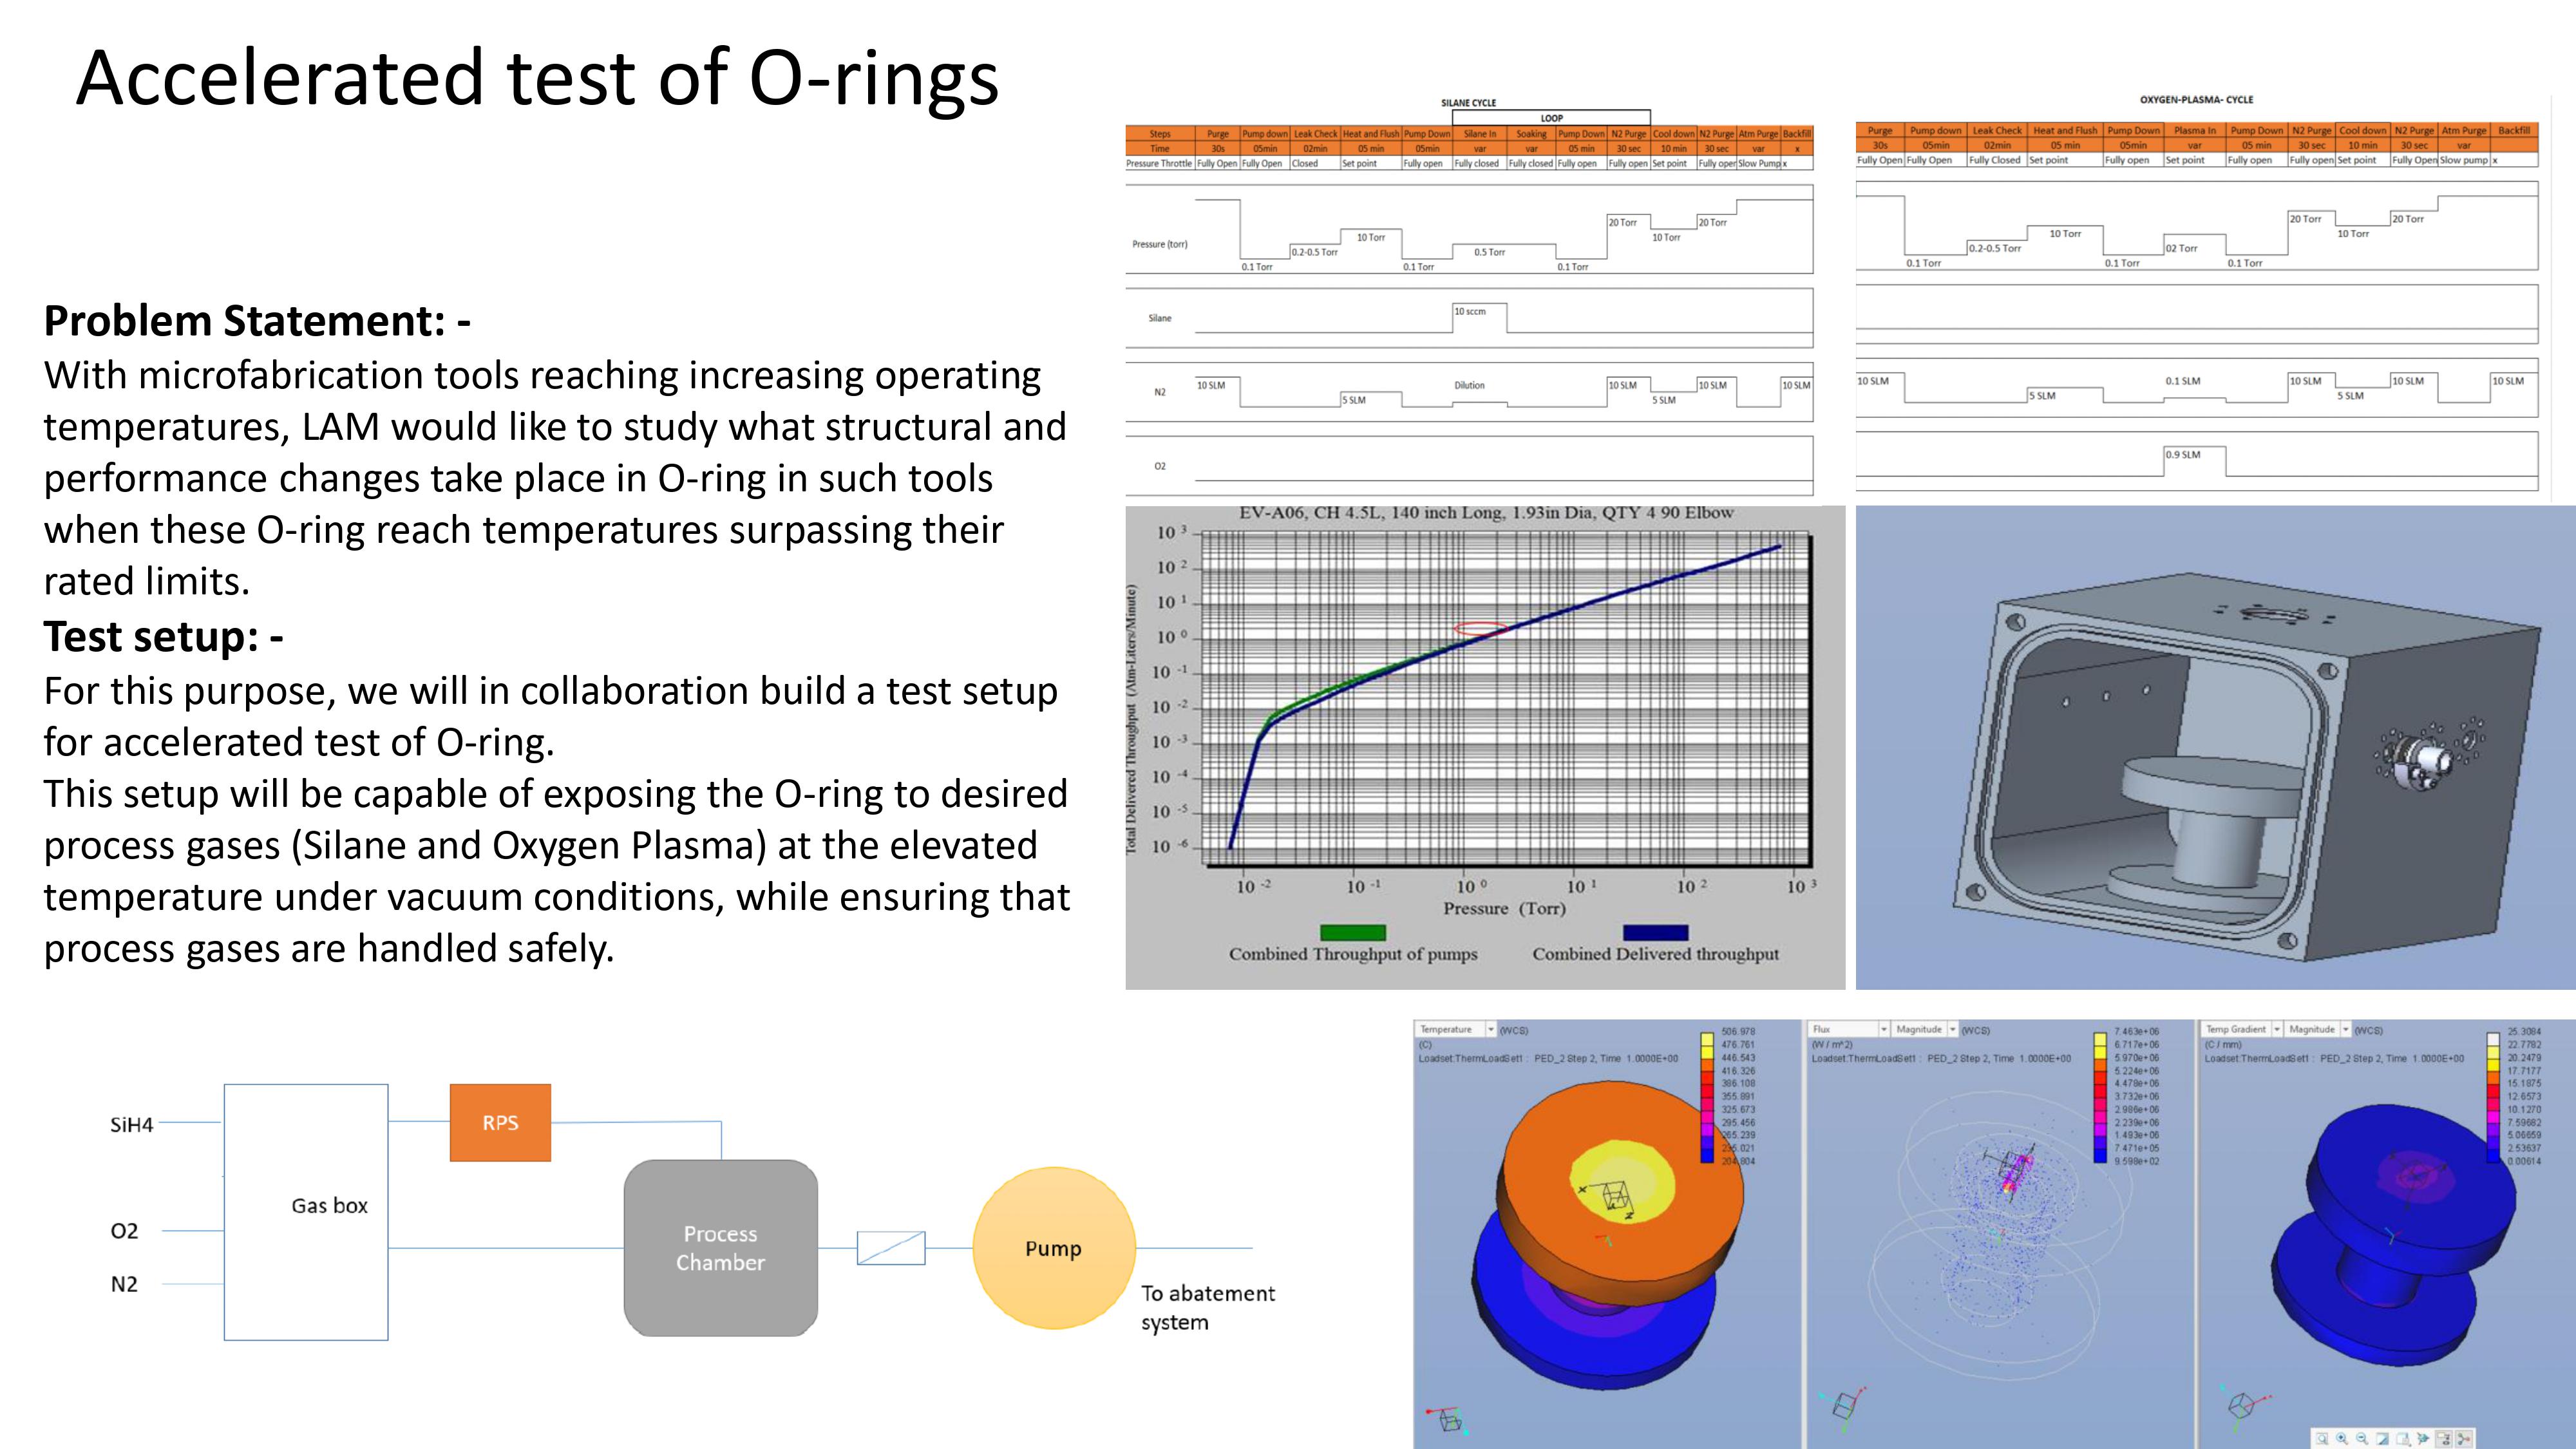 Accelerated test of O-rings
Problem Statement: -
With microfabrication tools reaching increasing operating
temperatures, LAM would like to study what structural and
performance changes take place in O-ring in such tools
when these O-ring reach temperatures surpassing their
rated limits.
Test setup: -
For this purpose, we will in collaboration build a test setup
for accelerated test of O-ring.
This setup will be capable of exposing the O-ring to desired
process gases (Silane and Oxygen Plasma) at the elevated
temperature under vacuum conditions, while ensuring that
process gases are handled safely.
SiH4
O2
N2
Gas box
RPS
Process
Chamber
Pump
To abatement
system
SILANE CYCLE
LOOP
Steps Purge Pump down Leak Check Heat and Flush Pump Down Silane In Soaking Pump Down N2 Purge Cool down N2 Purge Atm Purge Backfill
Time 30s 05min 02min 05 min 05min var var 05 min 30 sec 10 min 30 sec var x
Pressure Throttle Fully Open Fully Open Closed Set point Fully open Fully closed Fully closed Fully open Fully open Set point Fully open Slow Pump x
Pressure (torr)
0.1 Torr 0.2-0.5 Torr 10 Torr 0.1 Torr 0.5 Torr 0.1 Torr 20 Torr 10 Torr 20 Torr
Silane
10 sccm
N2
10 SLM 5 SLM Dilution 10 SLM 5 SLM 10 SLM 10 SLM
O2
OXYGEN-PLASMA- CYCLE
Purge Pump down Leak Check Heat and Flush Pump Down Plasma In Pump Down N2 Purge Cool down N2 Purge Atm Purge Backfill
30s 05min 02min 05 min 05min var 05 min 30 sec 10 min 30 sec var
Fully Open Fully Open Fully Closed Set point Fully open Set point Fully open Fully open Set point Fully Open Slow pump x
0.1 Torr 0.2-0.5 Torr 10 Torr 0.1 Torr 02 Torr 0.1 Torr 20 Torr 10 Torr 20 Torr
10 SLM 5 SLM 0.1 SLM 10 SLM 5 SLM 10 SLM 10 SLM
0.9 SLM
EV-A06, CH 4.5L, 140 inch Long, 1.93in Dia, QTY 4 90 Elbow
Total Delivered Throughput (Atm-Liters/Minute)
10 3
10 2
10 1
10 0
10 -1
10 -2
10 -3
10 -4
10 -5
10 -6
10 -2 10 -1 10 0 10 1 10 2 10 3
Pressure (Torr)
Combined Throughput of pumps Combined Delivered throughput
Temperature (WCS)
(C)
Loadset:ThermLoadSet1 : PED_2 Step 2, Time 1.0000E+00
506.978
476.761
446.543
416.326
386.108
355.891
325.673
295.456
265.239
235.021
204.804
Flux Magnitude (WCS)
(W / m^2)
Loadset:ThermLoadSet1 : PED_2 Step 2, Time 1.0000E+00
7.463e+06
6.717e+06
5.970e+06
5.224e+06
4.478e+06
3.732e+06
2.986e+06
2.239e+06
1.493e+06
7.471e+05
9.598e+02
Temp Gradient Magnitude (WCS)
(C / mm)
Loadset:ThermLoadSet1 : PED_2 Step 2, Time 1.0000E+00
25.3084
22.7782
20.2479
17.7177
15.1875
12.6573
10.1270
7.59682
5.06659
2.53637
0.00614